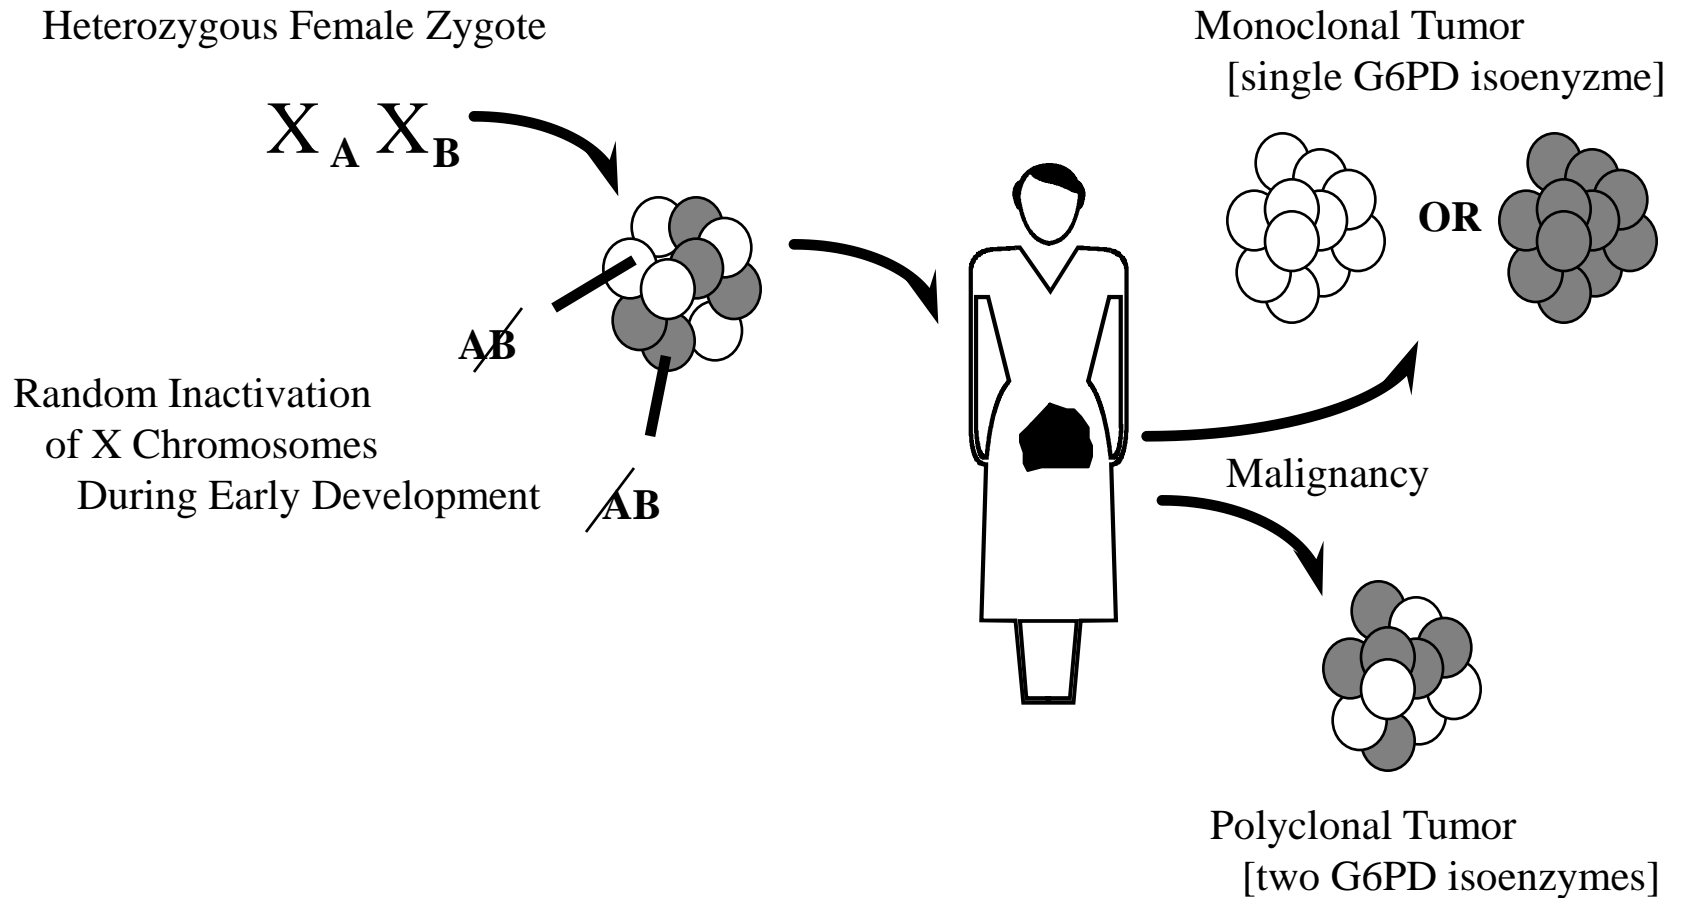 Heterozygous Female Zygote
X A X B
AB
Random Inactivation
of X Chromosomes
During Early Development
AB
Monoclonal Tumor
[single G6PD isoenyzme]
OR
Malignancy
Polyclonal Tumor
[two G6PD isoenzymes]